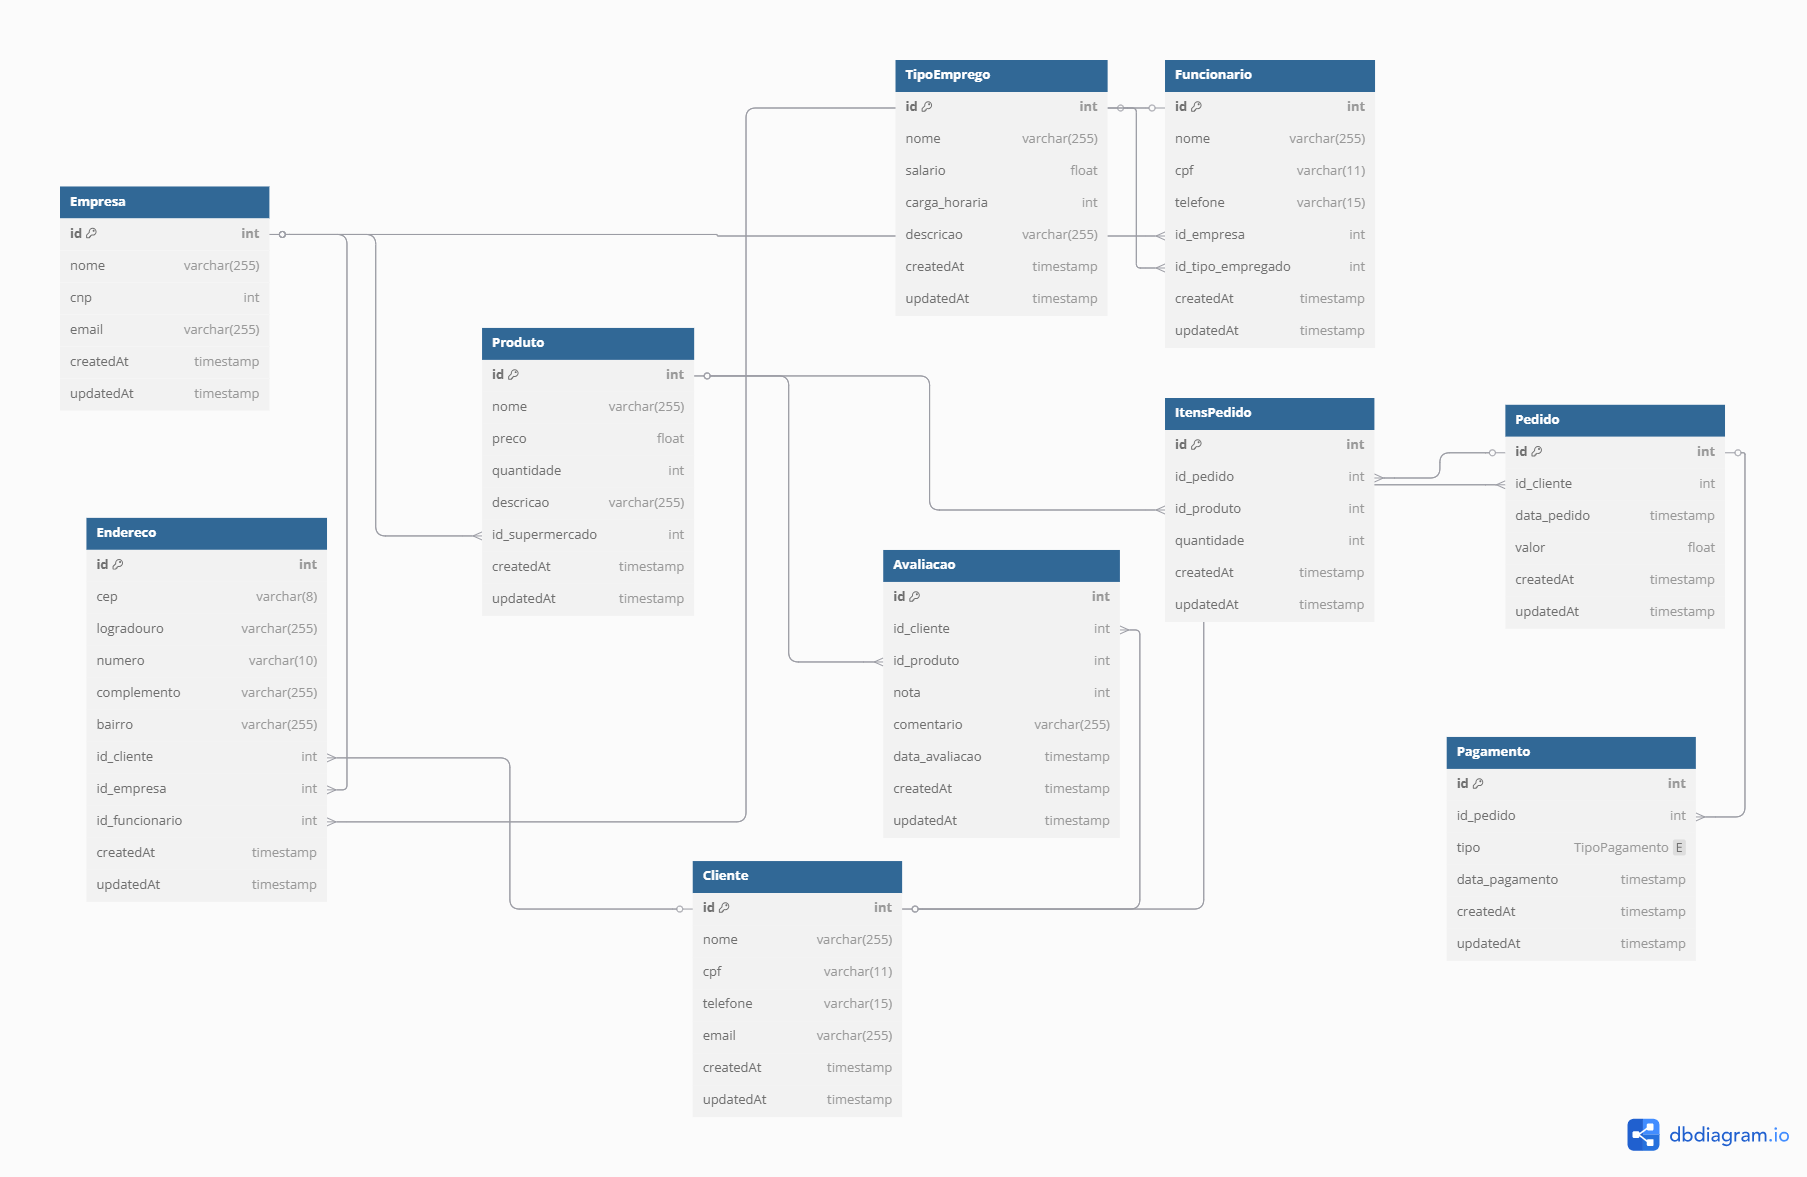 TipoEmprego
id int
nome varchar(255)
salario float
carga_horaria int
descricao varchar(255)
createdAt timestamp
updatedAt timestamp
Funcionario
id int
nome varchar(255)
cpf varchar(11)
telefone varchar(15)
id_empresa int
id_tipo_empregado int
createdAt timestamp
updatedAt timestamp
Empresa
id int
nome varchar(255)
cnp int
email varchar(255)
createdAt timestamp
updatedAt timestamp
Produto
id int
nome varchar(255)
preco float
quantidade int
descricao varchar(255)
id_supermercado int
createdAt timestamp
updatedAt timestamp
ItensPedido
id int
id_pedido int
id_produto int
quantidade int
createdAt timestamp
updatedAt timestamp
Pedido
id int
id_cliente int
data_pedido timestamp
valor float
createdAt timestamp
updatedAt timestamp
Endereco
id int
cep varchar(8)
logradouro varchar(255)
numero varchar(10)
complemento varchar(255)
bairro varchar(255)
id_cliente int
id_empresa int
id_funcionario int
createdAt timestamp
updatedAt timestamp
Avaliacao
id int
id_cliente int
id_produto int
nota int
comentario varchar(255)
data_avaliacao timestamp
createdAt timestamp
updatedAt timestamp
Pagamento
id int
id_pedido int
tipo TipoPagamento E
data_pagamento timestamp
createdAt timestamp
updatedAt timestamp
Cliente
id int
nome varchar(255)
cpf varchar(11)
telefone varchar(15)
email varchar(255)
createdAt timestamp
updatedAt timestamp
dbdiagram.io